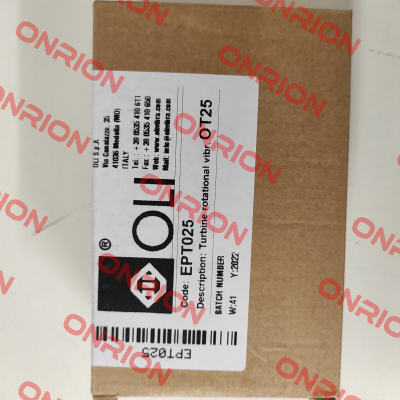 OLI S.p.A
Via Canalazzo, 35
41036 Medolla (MO)
ITALY
Tel. : + 39 0535 410 611
Fax. : + 39 0535 410 650
www.olivibra.com
Mail: info@olivibra.com
® OLI
Code: EPT025
Description: Turbine rotational vibr. OT25
BATCH NUMBER
W:41 Y:2022
EPT025
ONRION
ONRION
ONRION
ONRION
ONRION
ONRION
ONRION
ONRION
ONRION
ONRION